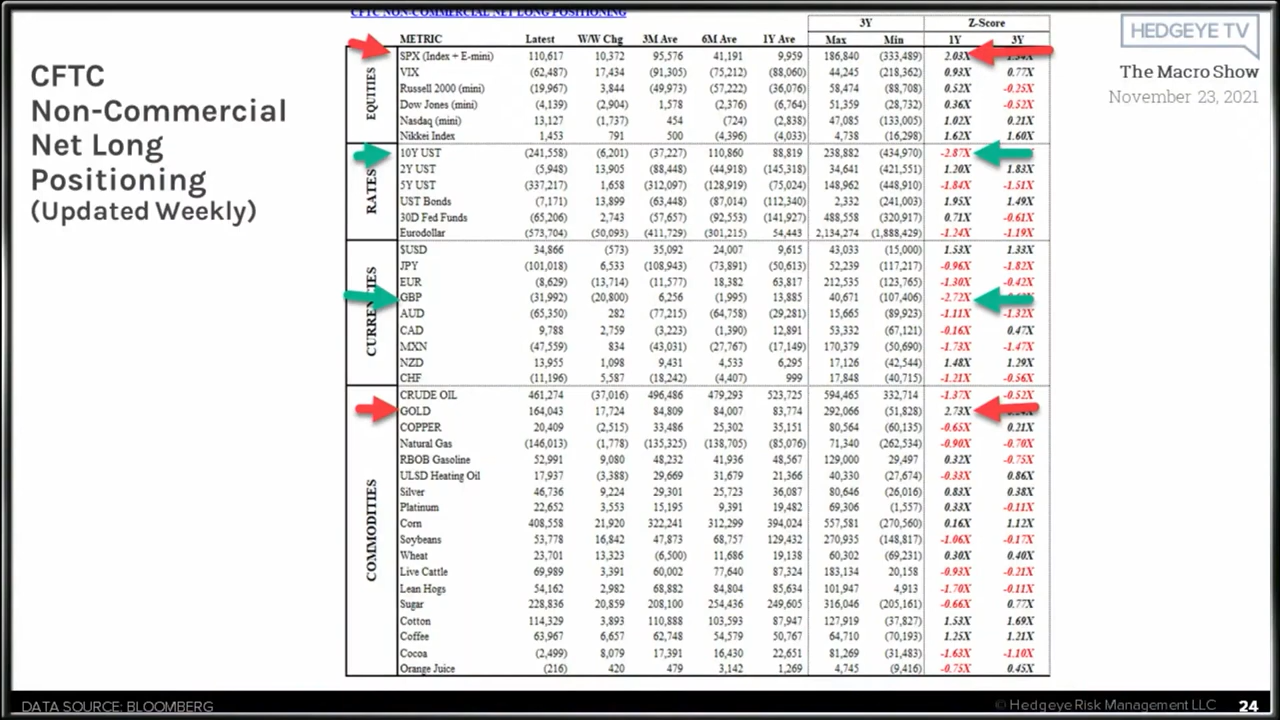 CFTC NON-COMMERCIAL NET LONG POSITIONING
HEDGEYE TV
The Macro Show
November 23, 2021
CFTC
Non-Commercial
Net Long
Positioning
(Updated Weekly)
3Y Z-Score
METRIC Latest W/W Chg 3M Ave 6M Ave 1Y Ave Max Min 1Y 3Y
EQUITIES
SPX (Index + E-mini) 110,617 10,372 95,576 41,191 9,959 186,840 (333,489) 2.03X
VIX (62,487) 17,434 (91,305) (75,212) (88,060) 44,245 (218,362) 0.93X 0.77X
Russell 2000 (mini) (19,967) 3,844 (49,973) (57,222) (36,076) 58,474 (88,708) 0.52X -0.25X
Dow Jones (mini) (4,139) (2,904) 1,578 (2,376) (6,764) 51,359 (28,732) 0.36X -0.52X
Nasdaq (mini) 13,127 (1,737) 454 (724) (2,838) 47,085 (133,005) 1.02X 0.21X
Nikkei Index 1,453 791 500 (4,396) (4,033) 4,738 (16,298) 1.62X 1.60X
RATES
10Y UST (241,558) (6,201) (37,227) 110,860 88,819 238,882 (434,970) -2.87X
2Y UST (5,948) 13,905 (88,448) (44,918) (145,318) 34,641 (421,551) 1.20X 1.83X
5Y UST (337,217) 1,658 (312,097) (128,919) (75,024) 148,962 (448,910) -1.84X -1.51X
UST Bonds (7,171) 13,899 (63,448) (87,014) (112,340) 2,332 (241,003) 1.95X 1.49X
30D Fed Funds (65,206) 2,743 (57,657) (92,553) (141,927) 488,558 (320,917) 0.71X -0.61X
Eurodollar (573,704) (50,093) (411,729) (301,215) 54,443 2,134,274 (1,888,429) -1.24X -1.19X
CURRENCIES
$USD 34,866 (573) 35,092 24,007 9,615 43,033 (15,000) 1.53X 1.33X
JPY (101,018) 6,533 (108,943) (73,891) (50,613) 52,239 (117,217) -0.96X -1.82X
EUR (8,629) (13,714) (11,577) 18,382 63,817 212,535 (123,765) -1.30X -0.42X
GBP (31,992) (20,800) 6,256 (1,995) 13,885 40,671 (107,406) -2.72X
AUD (65,350) 282 (77,215) (64,758) (29,281) 15,665 (89,923) -1.11X -1.32X
CAD 9,788 2,759 (3,223) (1,390) 12,891 53,332 (67,121) -0.16X 0.47X
MXN (47,559) 834 (43,031) (27,767) (17,149) 170,379 (50,690) -1.73X -1.47X
NZD 13,955 1,098 9,431 4,533 6,295 17,126 (42,544) 1.48X 1.29X
CHF (11,196) 5,587 (18,242) (4,407) 999 17,848 (40,715) -1.21X -0.56X
COMMODITIES
CRUDE OIL 461,274 (37,016) 496,486 479,293 523,725 594,465 332,714 -1.37X -0.52X
GOLD 164,043 17,724 84,809 84,007 83,774 292,066 (51,828) 2.73X
COPPER 20,409 (2,515) 33,486 25,302 35,151 80,564 (60,135) -0.65X 0.21X
Natural Gas (146,013) (1,778) (135,325) (138,705) (85,076) 71,340 (262,534) -0.90X -0.70X
RBOB Gasoline 52,991 9,080 48,232 41,936 48,567 129,000 29,497 0.32X -0.75X
ULSD Heating Oil 17,937 (3,388) 29,669 31,679 21,366 40,330 (27,674) -0.33X 0.86X
Silver 46,736 9,224 29,301 25,723 36,087 80,646 (26,016) 0.83X 0.38X
Platinum 22,652 3,553 15,195 9,391 19,482 69,306 (1,557) 0.33X -0.11X
Corn 408,558 21,920 322,241 312,299 394,024 557,581 (270,560) 0.16X 1.12X
Soybeans 53,778 16,842 47,873 68,757 129,432 270,935 (148,817) -1.06X -0.17X
Wheat 23,701 13,323 (6,500) 11,686 19,138 60,302 (69,231) 0.30X 0.40X
Live Cattle 69,989 3,391 60,002 77,640 87,324 183,134 20,158 -0.93X -0.21X
Lean Hogs 54,162 2,982 68,882 84,804 85,634 101,947 4,913 -1.70X -0.11X
Sugar 228,836 20,859 208,100 254,436 249,605 316,046 (205,161) -0.66X 0.77X
Cotton 114,329 3,893 110,888 103,593 87,947 127,919 (37,827) 1.53X 1.69X
Coffee 63,967 6,657 62,748 54,579 50,767 64,710 (70,193) 1.25X 1.21X
Cocoa (2,499) 8,079 17,391 16,430 22,651 81,269 (31,483) -1.63X -1.10X
Orange Juice (216) 420 479 3,142 1,269 4,745 (9,416) -0.75X 0.45X
DATA SOURCE: BLOOMBERG
© Hedgeye Risk Management LLC 24